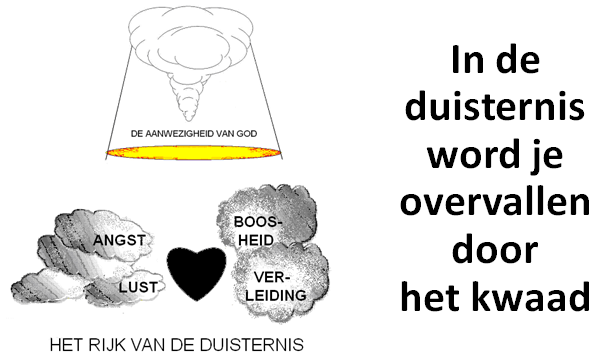 DE AANWEZIGHEID VAN GOD
ANGST
LUST
BOOS-
HEID
VER-
LEIDING
HET RIJK VAN DE DUISTERNIS
In de
duisternis
word je
overvallen
door
het kwaad